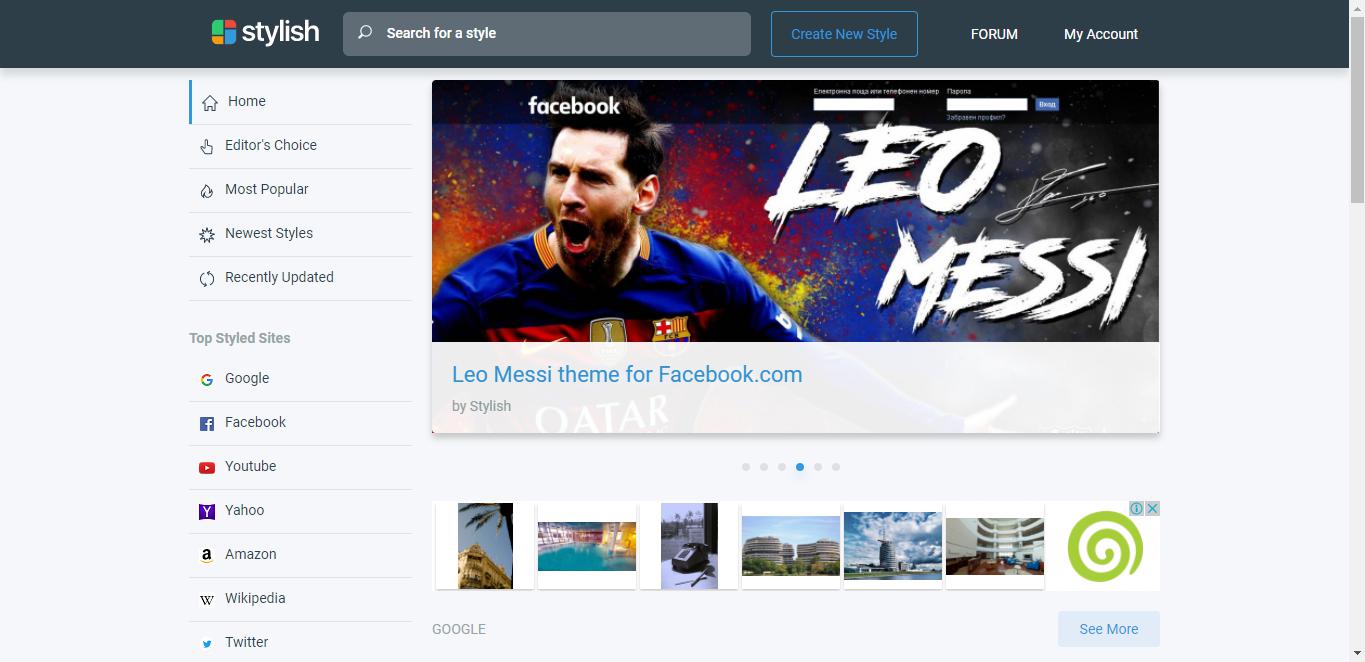 stylish
Search for a style
Create New Style
FORUM
My Account
Home
Editor's Choice
Most Popular
Newest Styles
Recently Updated
Top Styled Sites
Google
Facebook
Youtube
Yahoo
Amazon
Wikipedia
Twitter
facebook
Електронна поща или телефонен номер
Парола
Вход
Забравен профил?
LEO
MESSI
QATAR
Leo Messi theme for Facebook.com
by Stylish
GOOGLE
See More